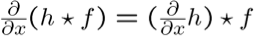 ∂/∂x (h ⋆ f) = (∂/∂x h) ⋆ f